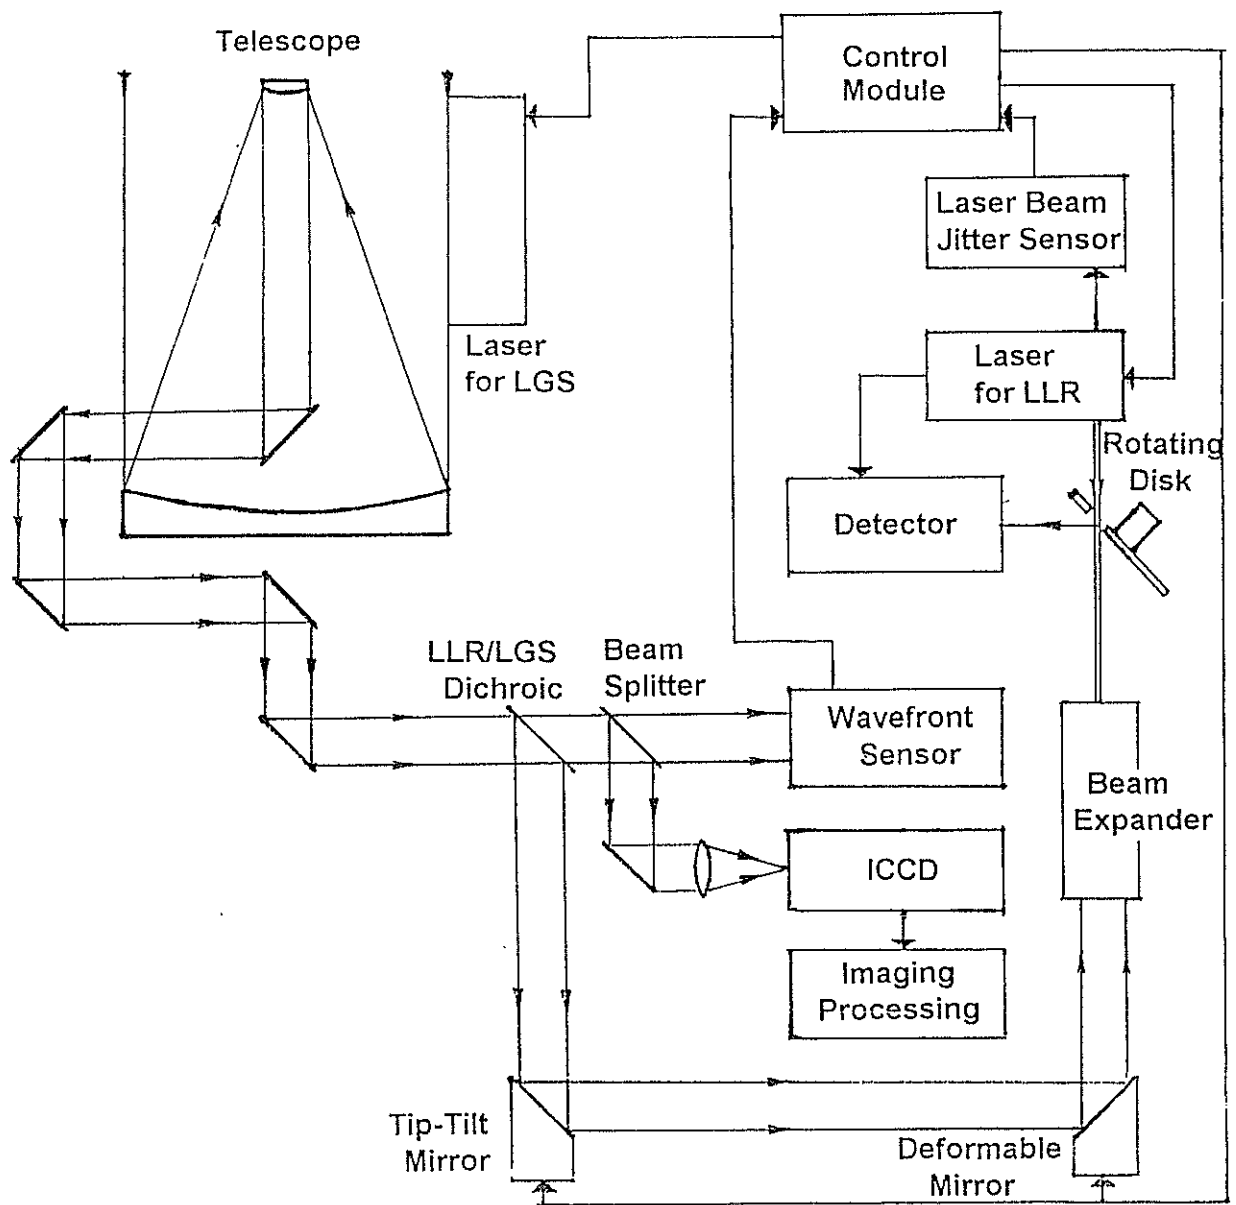 Telescope
Control
Module
Laser Beam
Jitter Sensor
Laser
for LGS
Laser
for LLR
Rotating
Disk
Detector
LLR/LGS
Dichroic
Beam
Splitter
Wavefront
Sensor
Beam
Expander
ICCD
Imaging
Processing
Tip-Tilt
Mirror
Deformable
Mirror